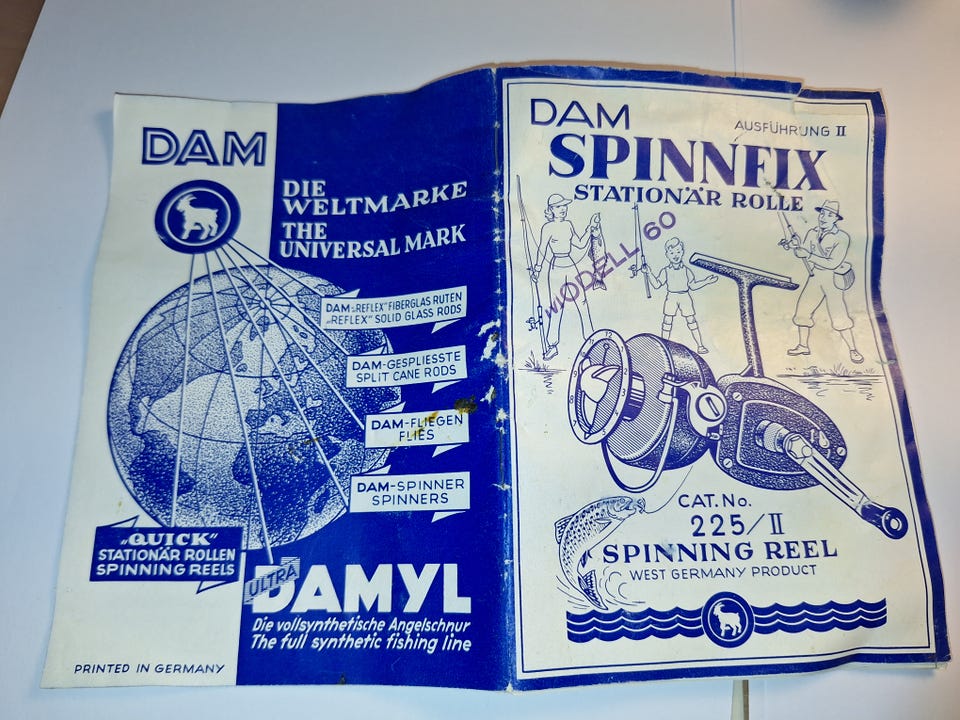 DAM
DIE
WELTMARKE
THE
UNIVERSAL MARK
DAM-„REFLEX" FIBERGLAS RUTEN
„REFLEX" SOLID GLASS RODS
DAM-GESPLIESSTE
SPLIT CANE RODS
DAM-FLIEGEN
FLIES
DAM-SPINNER
SPINNERS
„QUICK"
STATIONÄR ROLLEN
SPINNING REELS
ULTRA
DAMYL
Die vollsynthetische Angelschnur
The full synthetic fishing line
PRINTED IN GERMANY
DAM
AUSFÜHRUNG II
SPINNFIX
STATIONÄR ROLLE
MODELL 60
CAT. No.
225/II
SPINNING REEL
WEST GERMANY PRODUCT